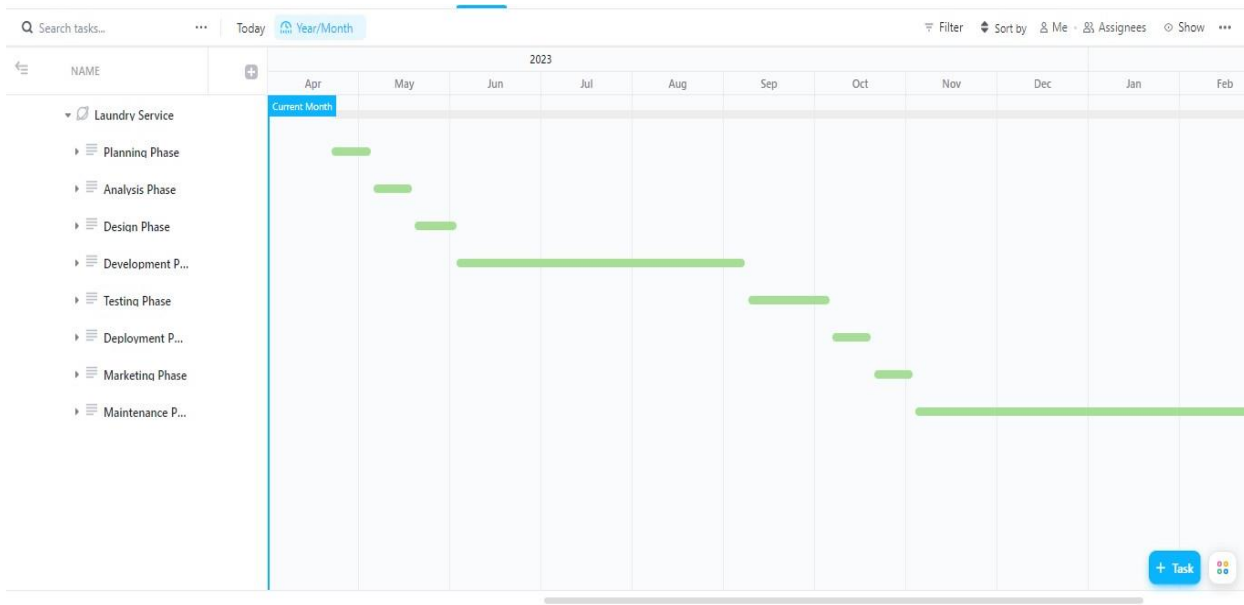 Search tasks... ... Today Year/Month Filter Sort by Me · Assignees Show ...
2023
NAME
Apr May Jun Jul Aug Sep Oct Nov Dec Jan Feb
Current Month
Laundry Service
Planning Phase
Analysis Phase
Design Phase
Development P...
Testing Phase
Deployment P...
Marketing Phase
Maintenance P...
+ Task